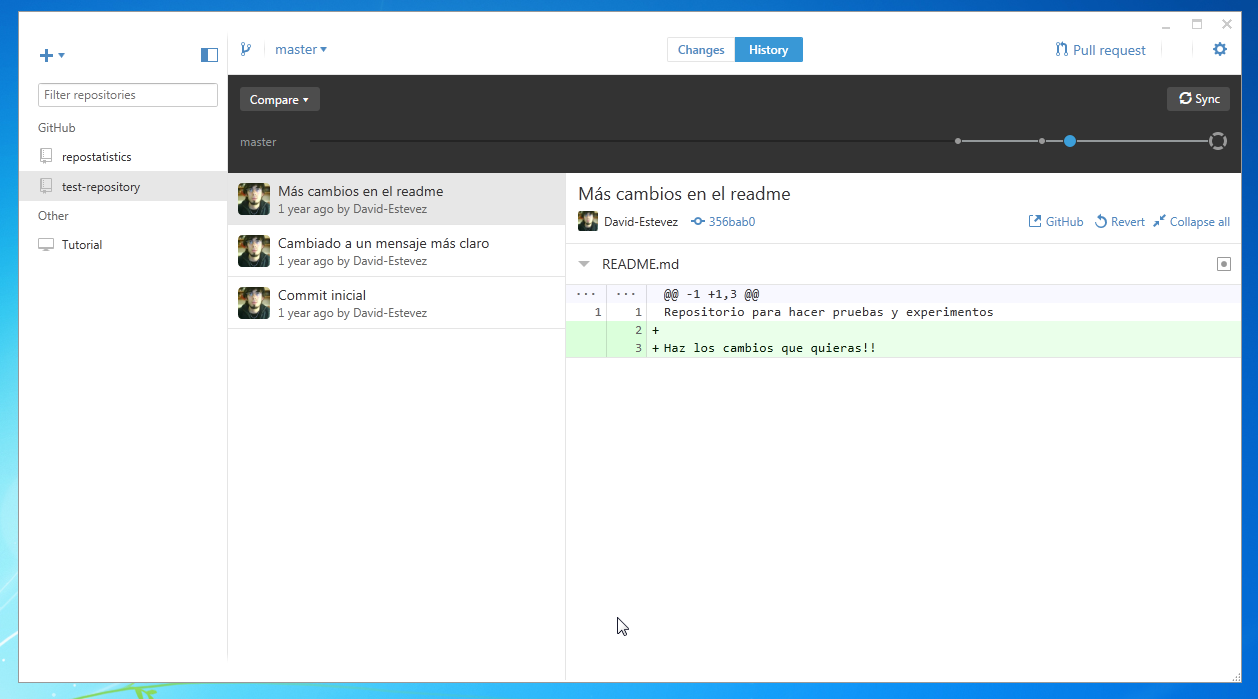 master
Changes
History
Pull request
Filter repositories
GitHub
repostatistics
test-repository
Other
Tutorial
Compare
Sync
master
Más cambios en el readme
1 year ago by David-Estevez
Cambiado a un mensaje más claro
1 year ago by David-Estevez
Commit inicial
1 year ago by David-Estevez
Más cambios en el readme
David-Estevez 356bab0
GitHub Revert Collapse all
README.md
... ... @@ -1 +1,3 @@
1 1 Repositorio para hacer pruebas y experimentos
2 +
3 + Haz los cambios que quieras!!